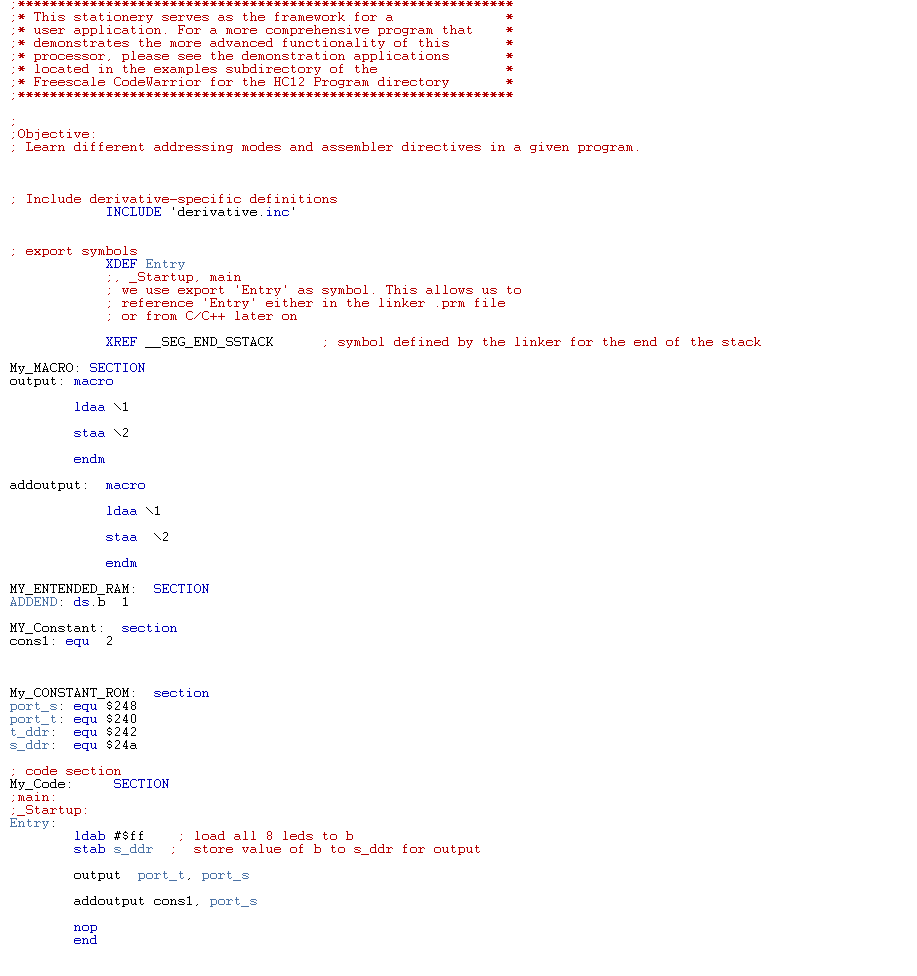 ;**************************************************************
;* This stationery serves as the framework for a              *
;* user application. For a more comprehensive program that    *
;* demonstrates the more advanced functionality of this       *
;* processor, please see the demonstration applications       *
;* located in the examples subdirectory of the                *
;* Freescale CodeWarrior for the HC12 Program directory       *
;**************************************************************
;
;Objective:
; Learn different addressing modes and assembler directives in a given program.
; Include derivative-specific definitions
            INCLUDE 'derivative.inc'
; export symbols
            XDEF Entry
            ;, _Startup, main
            ; we use export 'Entry' as symbol. This allows us to
            ; reference 'Entry' either in the linker .prm file
            ; or from C/C++ later on
            XREF __SEG_END_SSTACK      ; symbol defined by the linker for the end of the stack
My_MACRO: SECTION
output: macro
        ldaa \1
        staa \2
        endm
addoutput:  macro
            ldaa \1
            staa  \2
            endm
MY_ENTENDED_RAM:  SECTION
ADDEND: ds.b  1
MY_Constant:  section
cons1: equ  2
My_CONSTANT_ROM:  section
port_s: equ $248
port_t: equ $240
t_ddr:  equ $242
s_ddr:  equ $24a
; code section
My_Code:     SECTION
;main:
;_Startup:
Entry:
        ldab #$ff    ; load all 8 leds to b
        stab s_ddr  ;  store value of b to s_ddr for output
        output  port_t, port_s
        addoutput cons1, port_s
        nop
        end